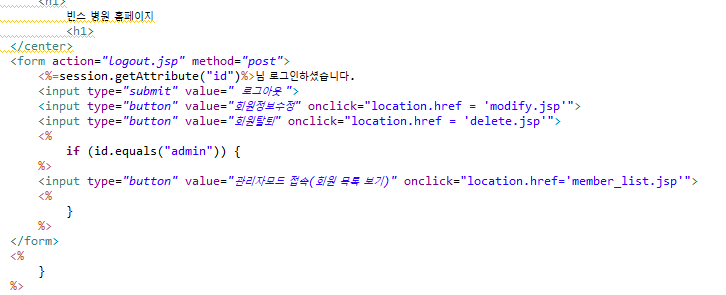 <h1>
빈스 병원 홈페이지
<h1>
</center>
<form action="logout.jsp" method="post">
<%=session.getAttribute("id")%>님 로그인하셨습니다.
<input type="submit" value=" 로그아웃 ">
<input type="button" value="회원정보수정" onclick="location.href = 'modify.jsp'">
<input type="button" value="회원탈퇴" onclick="location.href = 'delete.jsp'">
<%
if (id.equals("admin")) {
%>
<input type="button" value="관리자모드 접속(회원 목록 보기)" onclick="location.href='member_list.jsp'">
<%
}
%>
</form>
<%
}
%>